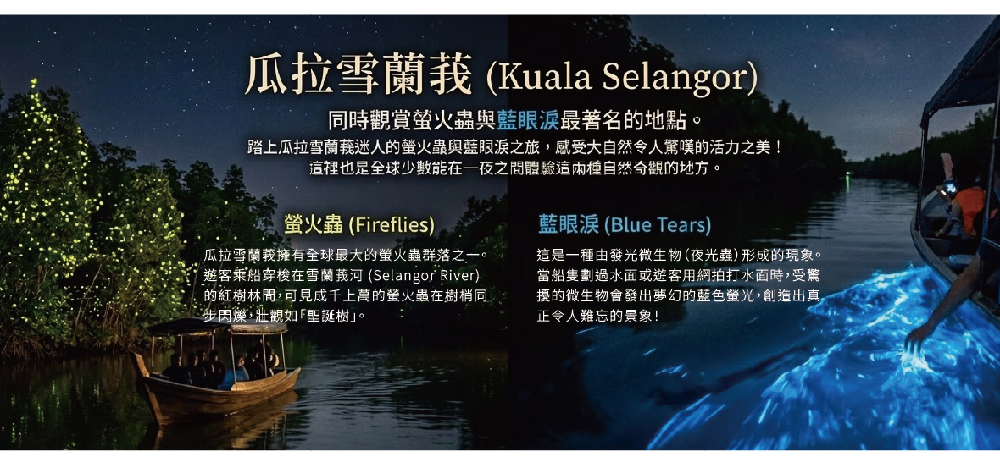 瓜拉雪蘭莪 (Kuala Selangor)
同時觀賞螢火蟲與藍眼淚最著名的地點。
踏上瓜拉雪蘭莪迷人的螢火蟲與藍眼淚之旅，感受大自然令人驚嘆的活力之美！
這裡也是全球少數能在一夜之間體驗這兩種自然奇觀的地方。
螢火蟲 (Fireflies)
瓜拉雪蘭莪擁有全球最大的螢火蟲群落之一。
遊客乘船穿梭在雪蘭莪河 (Selangor River)
的紅樹林間，可見成千上萬的螢火蟲在樹梢同
步閃爍，壯觀如「聖誕樹」。
藍眼淚 (Blue Tears)
這是一種由發光微生物（夜光蟲）形成的現象。
當船隻劃過水面或遊客用網拍打水面時，受驚
擾的微生物會發出夢幻的藍色螢光，創造出真
正令人難忘的景象！